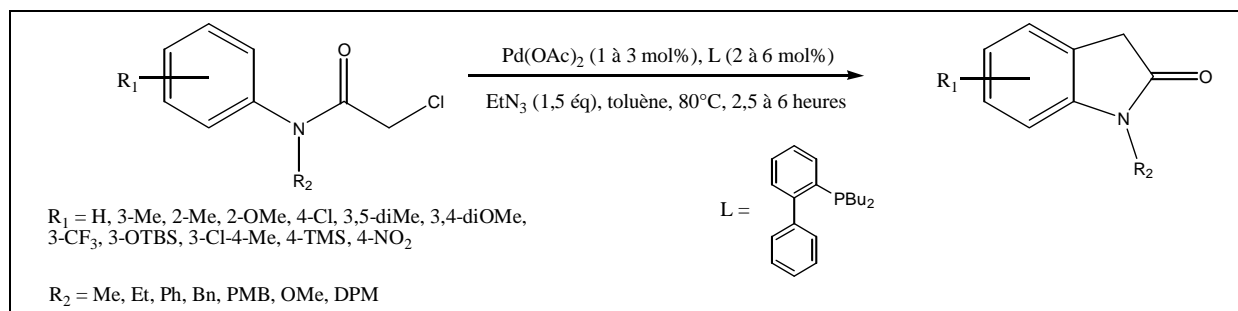 O
Cl
R1
N
R2
Pd(OAc)2 (1 à 3 mol%), L (2 à 6 mol%)
EtN3 (1,5 éq), toluène, 80°C, 2,5 à 6 heures
R1
O
N
R2
L =
PBu2
R1 = H, 3-Me, 2-Me, 2-OMe, 4-Cl, 3,5-diMe, 3,4-diOMe,
3-CF3, 3-OTBS, 3-Cl-4-Me, 4-TMS, 4-NO2
R2 = Me, Et, Ph, Bn, PMB, OMe, DPM